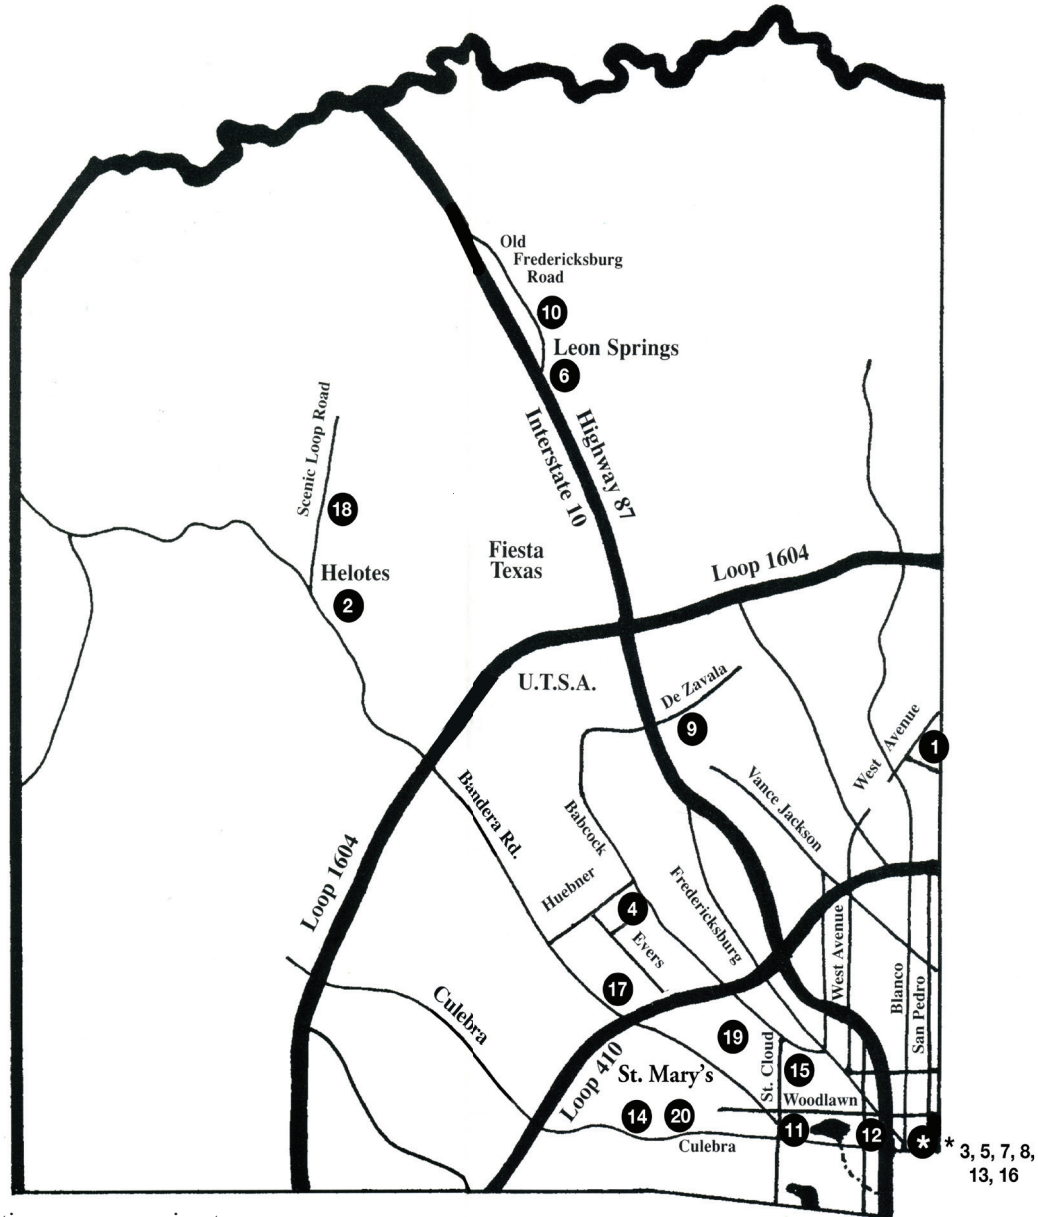 Old
Fredericksburg
Road
10
Leon Springs
6
Interstate 10
Highway 87
Scenic Loop Road
18
Helotes
2
Fiesta
Texas
Loop 1604
U.T.S.A.
De Zavala
9
West Avenue
1
Vance Jackson
Bandera Rd.
Babcock
Huebner
4
Evers
Fredericksburg
Loop 1604
17
West Avenue
Blanco
San Pedro
Culebra
19
St. Cloud
15
Loop 410
St. Mary's
Woodlawn
14
20
11
12
*
Culebra
* 3, 5, 7, 8,
13, 16